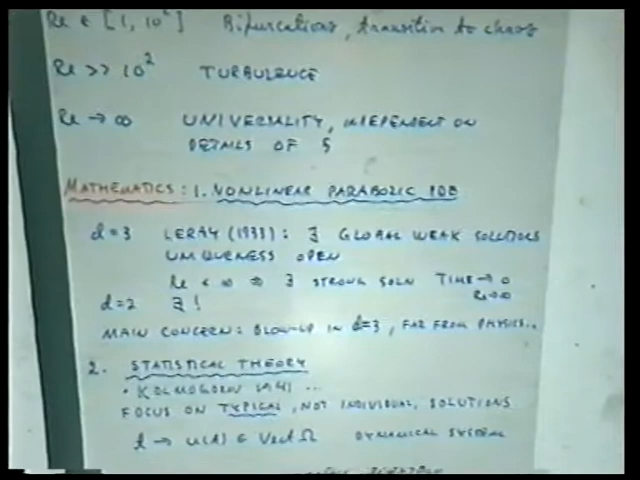 Re ∈ [1, 10²] Bifurcations, transition to chaos
Re >> 10² TURBULENCE
Re → ∞ UNIVERSALITY, INDEPENDENT ON
DETAILS OF f
MATHEMATICS: 1. NONLINEAR PARABOLIC PDE
d=3 LERAY (1933): ∃ GLOBAL WEAK SOLUTIONS
UNIQUENESS OPEN
Re < ∞ ⇒ ∃ STRONG SOLN TIME → 0
Re→∞
d=2 ∃!
MAIN CONCERN: BLOW-UP IN d=3, FAR FROM PHYSICS..
2. STATISTICAL THEORY
• KOLMOGOROV 1941 ...
FOCUS ON TYPICAL, NOT INDIVIDUAL, SOLUTIONS
t → u(t) ∈ Vect Ω DYNAMICAL SYSTEM